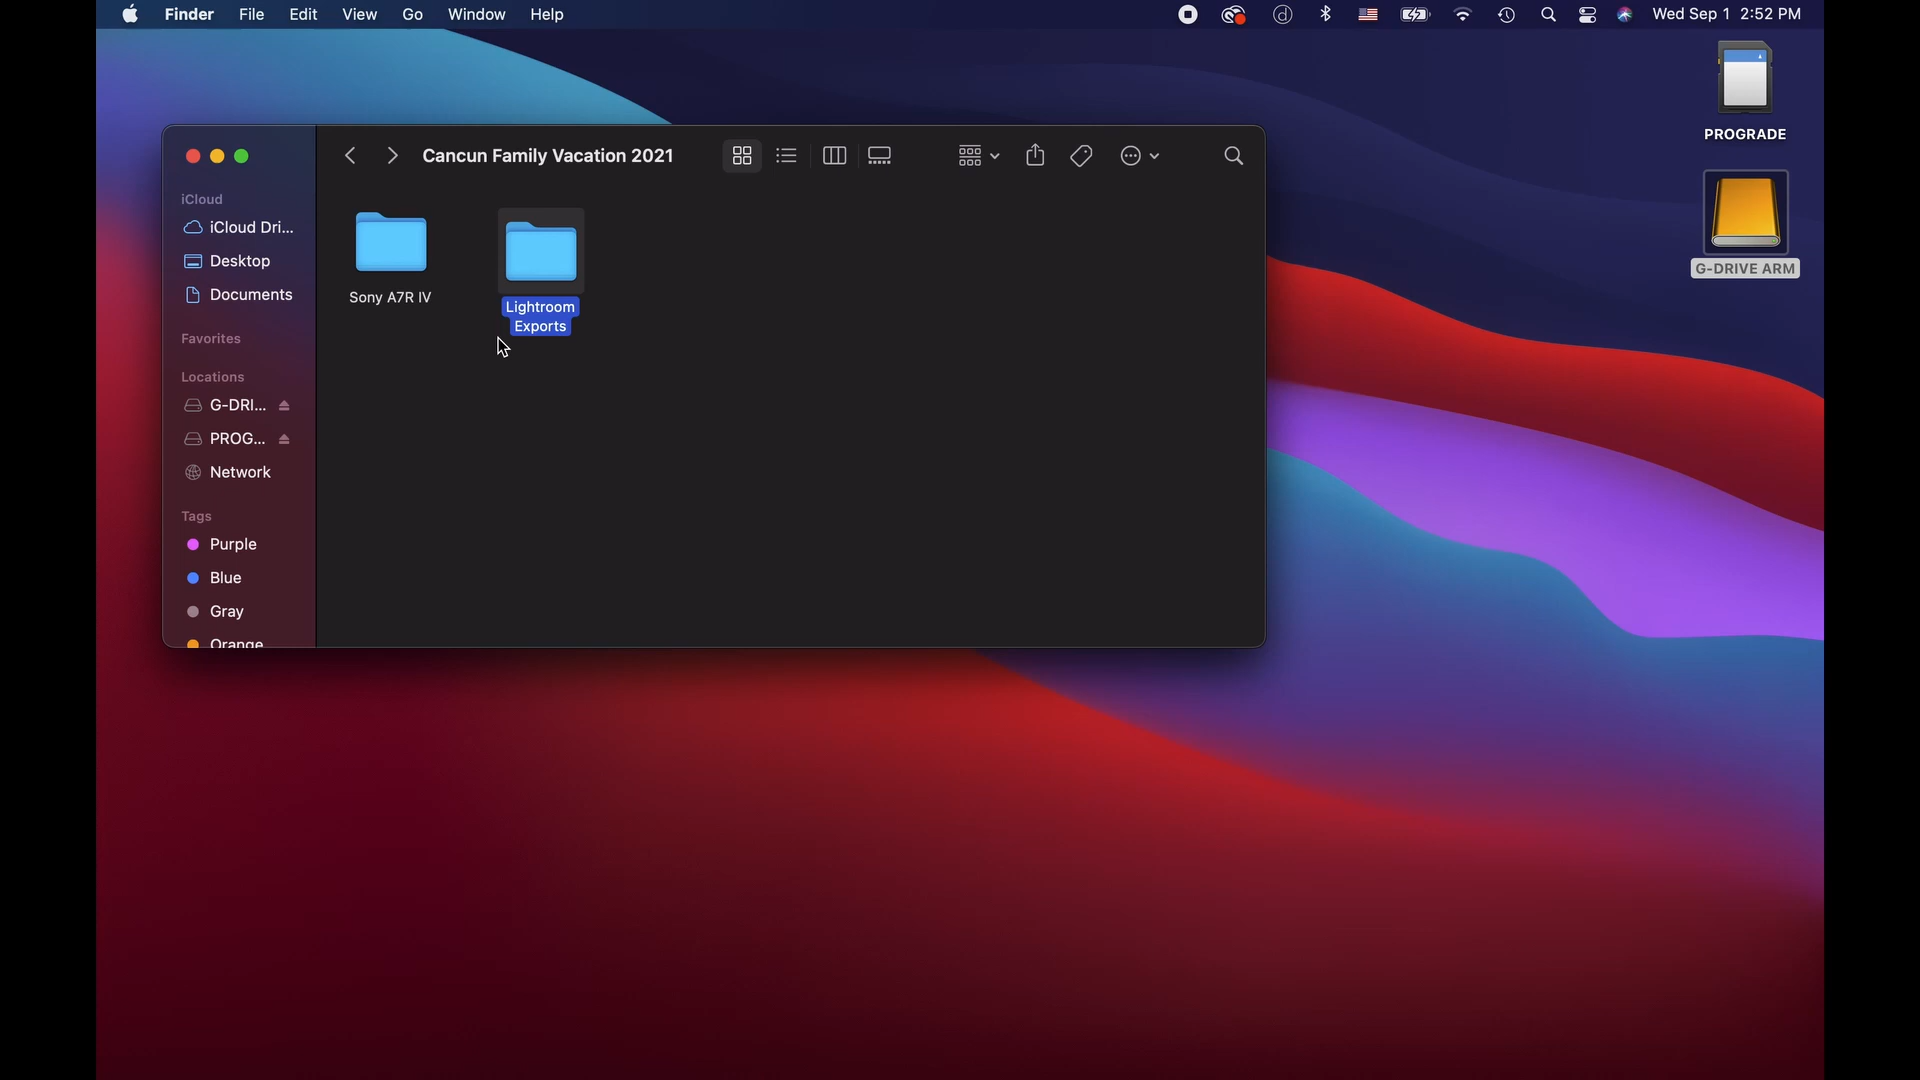 Finder File Edit View Go Window Help
Wed Sep 1 2:52 PM
PROGRADE
G-DRIVE ARM
Cancun Family Vacation 2021
iCloud
iCloud Dri...
Desktop
Documents
Favorites
Locations
G-DRI...
PROG...
Network
Tags
Purple
Blue
Gray
Orange
Sony A7R IV
Lightroom
Exports